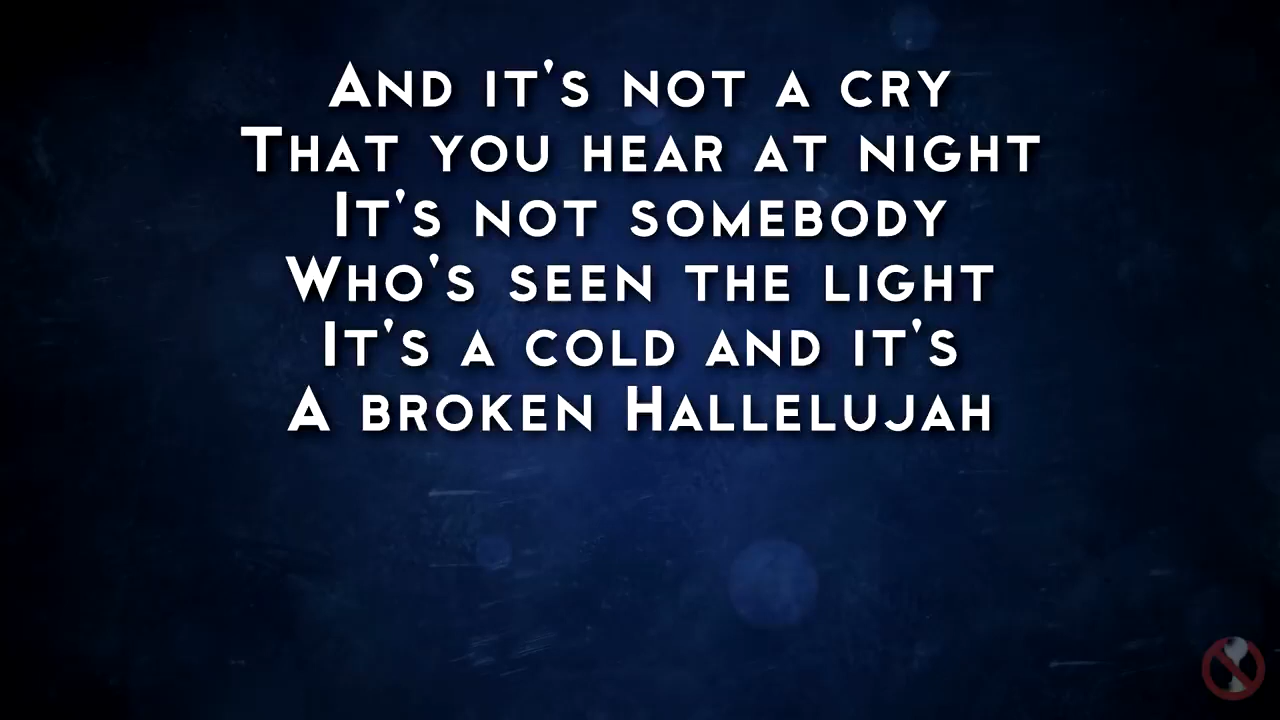 And it's not a cry
That you hear at night
It's not somebody
Who's seen the light
It's a cold and it's
A broken Hallelujah